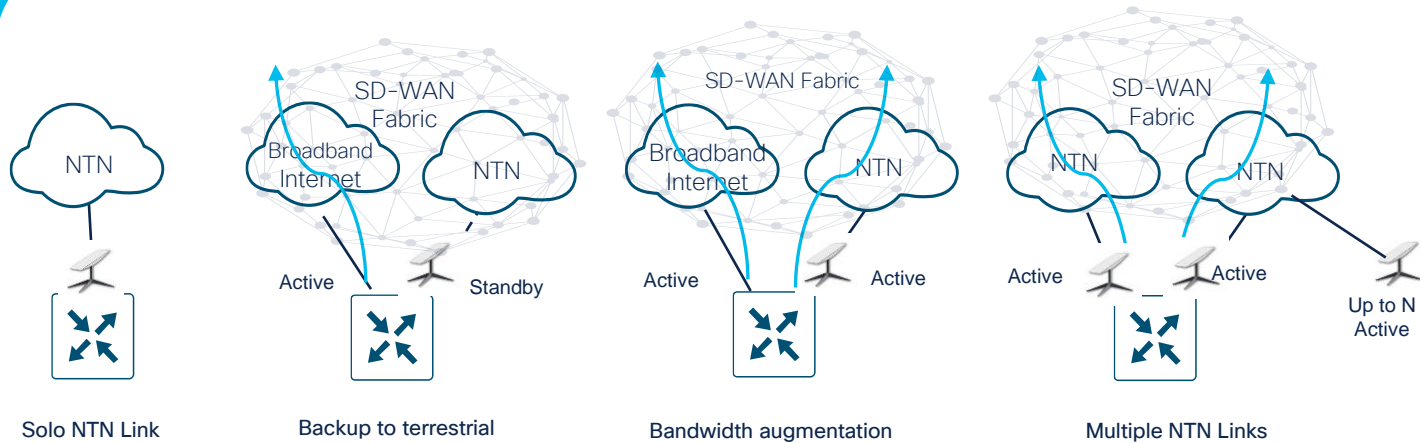 NTN
Solo NTN Link
SD-WAN
Fabric
Broadband
Internet
NTN
Active
Standby
Backup to terrestrial
SD-WAN Fabric
Broadband
Internet
NTN
Active
Active
Bandwidth augmentation
SD-WAN
Fabric
NTN
NTN
Active
Active
Up to N
Active
Multiple NTN Links